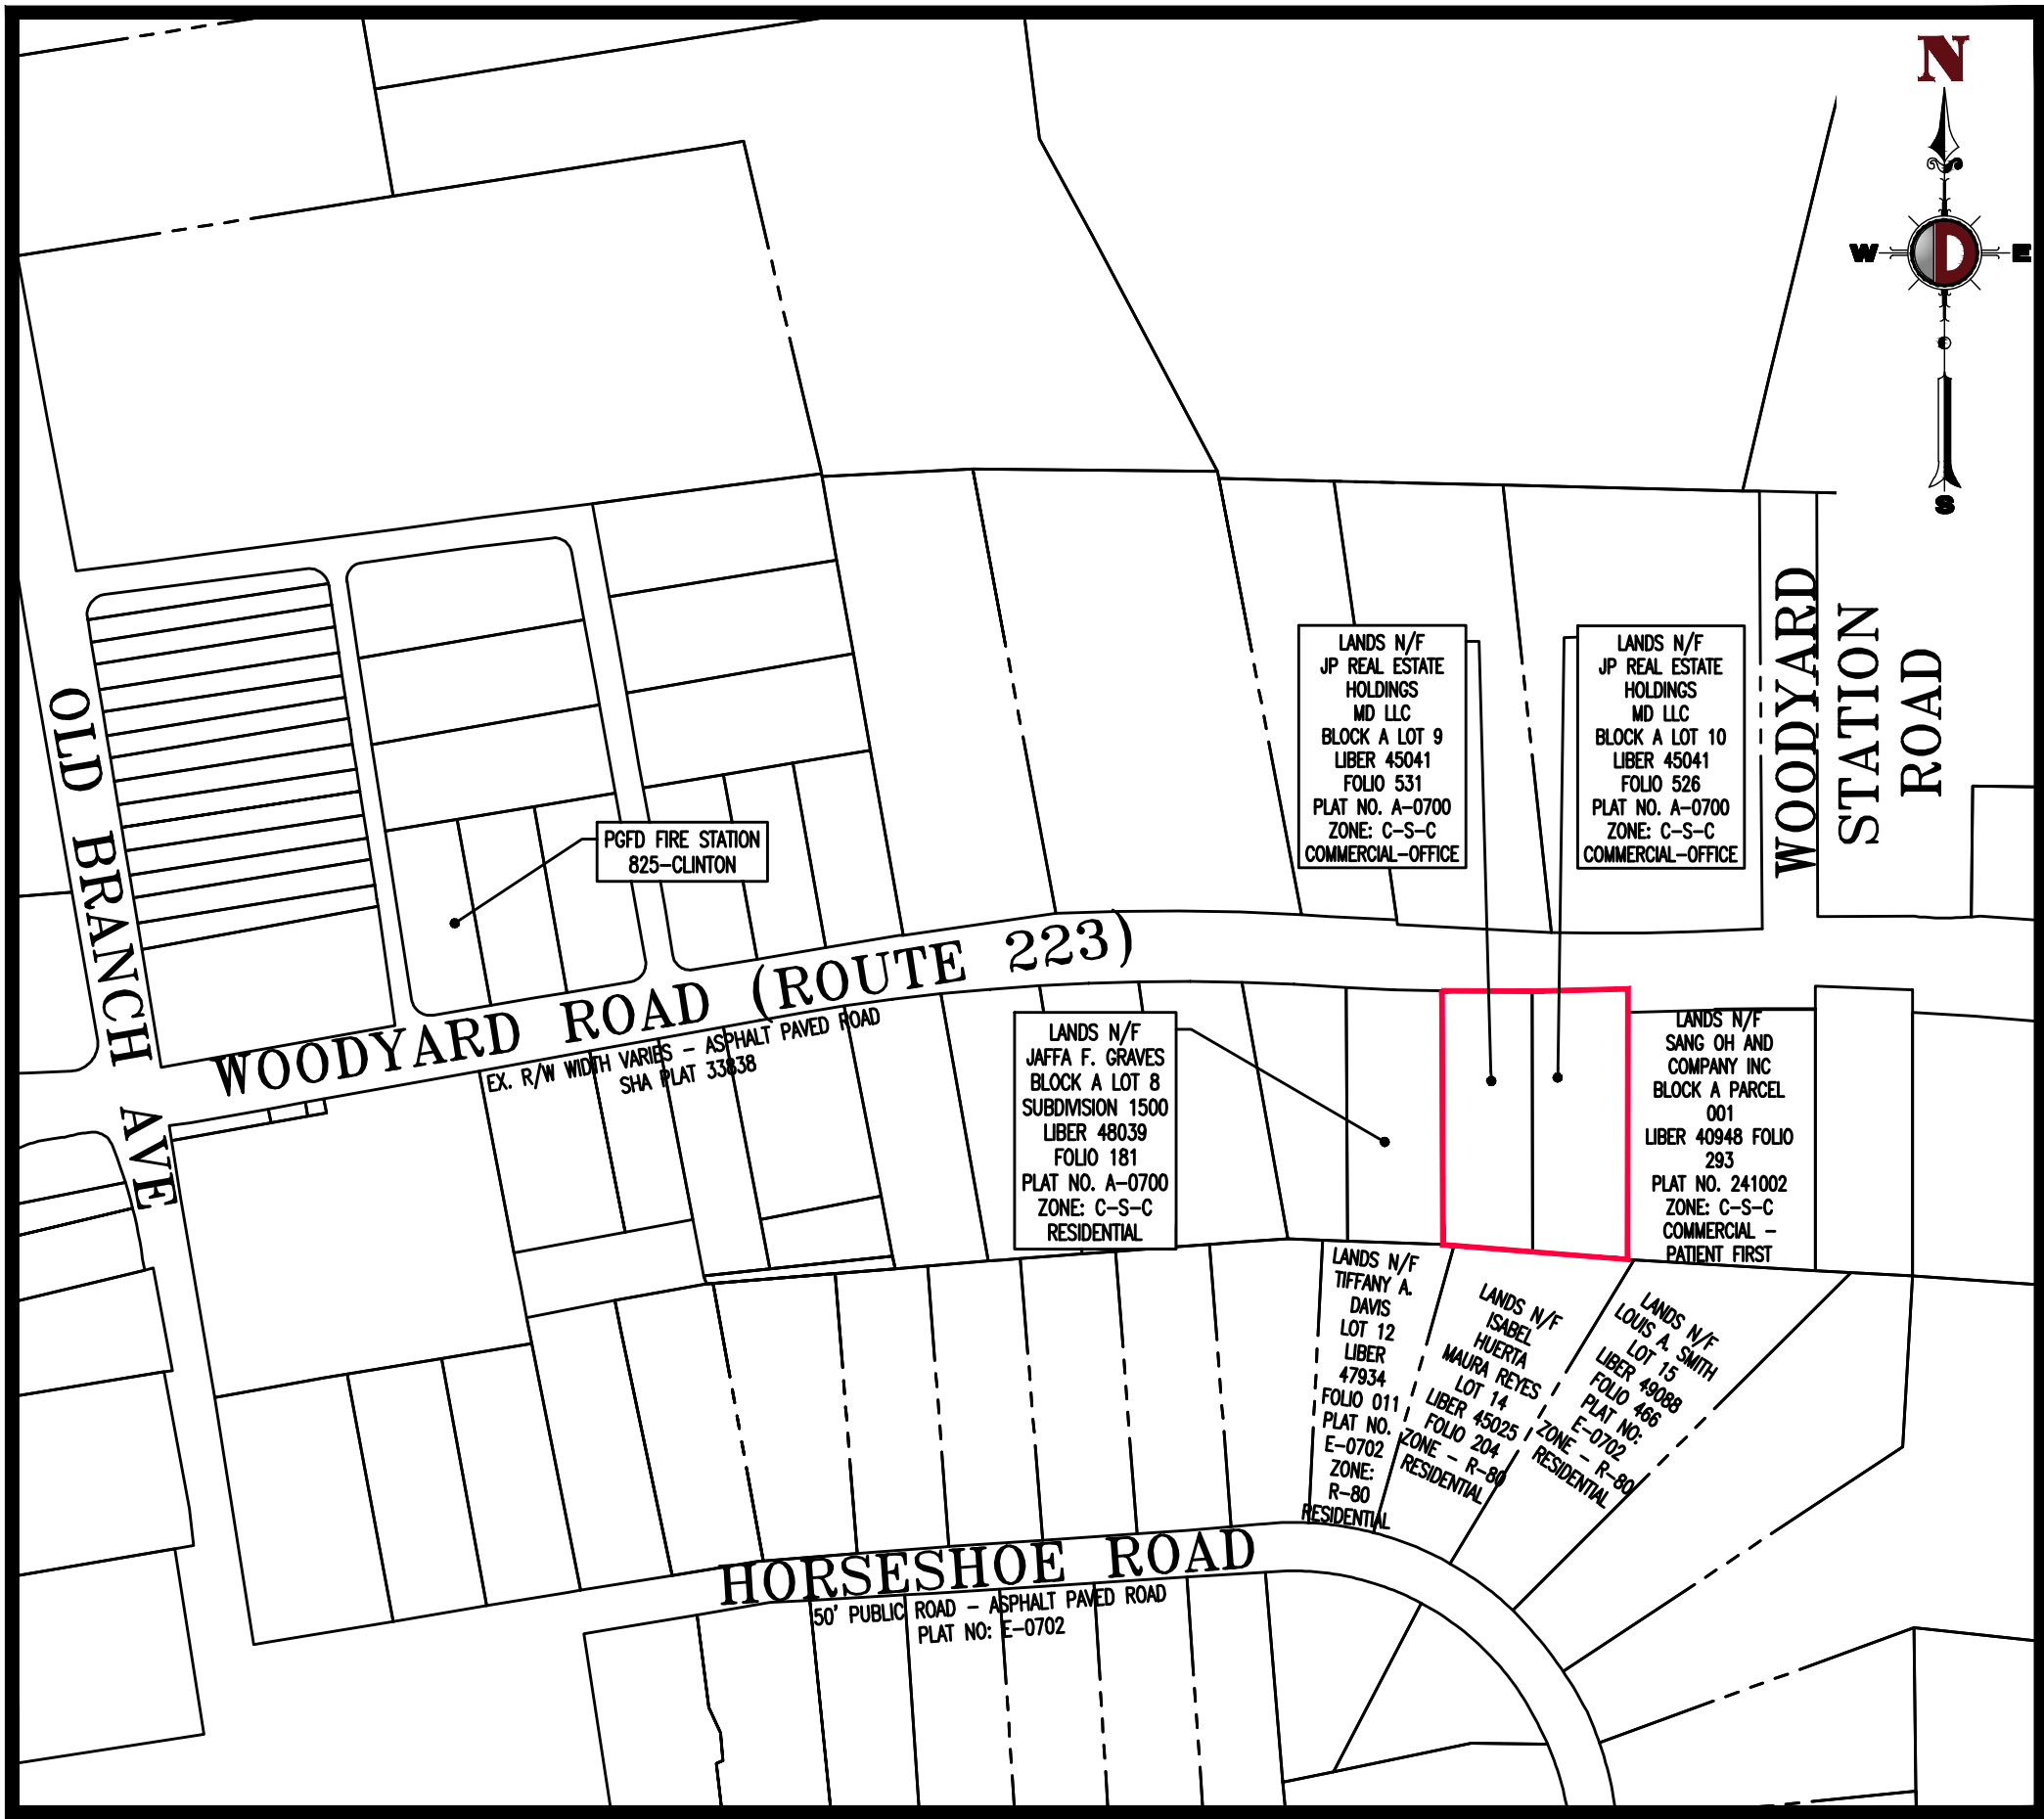 N
W
D
E
S
WOODYARD
STATION
ROAD
LANDS N/F
JP REAL ESTATE
HOLDINGS
MD LLC
BLOCK A LOT 9
LIBER 45041
FOLIO 531
PLAT NO. A-0700
ZONE: C-S-C
COMMERCIAL-OFFICE
LANDS N/F
JP REAL ESTATE
HOLDINGS
MD LLC
BLOCK A LOT 10
LIBER 45041
FOLIO 526
PLAT NO. A-0700
ZONE: C-S-C
COMMERCIAL-OFFICE
OLD BRANCH AVE
PGFD FIRE STATION
825-CLINTON
WOODYARD ROAD (ROUTE 223)
EX. R/W WIDTH VARIES - ASPHALT PAVED ROAD
SHA PLAT 33838
LANDS N/F
JAFFA F. GRAVES
BLOCK A LOT 8
SUBDIVISION 1500
LIBER 48039
FOLIO 181
PLAT NO. A-0700
ZONE: C-S-C
RESIDENTIAL
LANDS N/F
SANG OH AND
COMPANY INC
BLOCK A PARCEL
001
LIBER 40948 FOLIO
293
PLAT NO. 241002
ZONE: C-S-C
COMMERCIAL -
PATIENT FIRST
LANDS N/F
TIFFANY A.
DAVIS
LOT 12
LIBER
47934
FOLIO 011
PLAT NO.
E-0702
ZONE:
R-80
RESIDENTIAL
LANDS N/F
ISABEL
HUERTA
MAURA REYES
LOT 14
LIBER 45025
FOLIO 204
ZONE - R-80
RESIDENTIAL
LANDS N/F
LOUIS A. SMITH
LOT 15
LIBER 49088
FOLIO 466
PLAT NO:
E-0702
ZONE - R-80
RESIDENTIAL
HORSESHOE ROAD
50' PUBLIC ROAD - ASPHALT PAVED ROAD
PLAT NO: E-0702